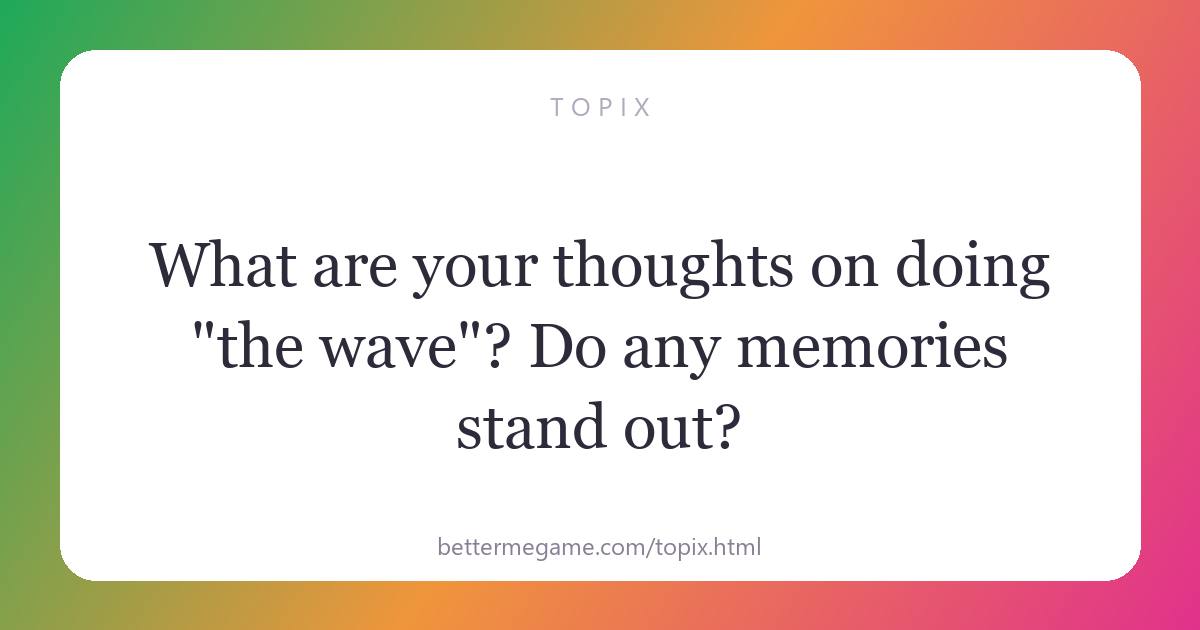 TOPIX
What are your thoughts on doing
"the wave"? Do any memories
stand out?
bettermegame.com/topix.html